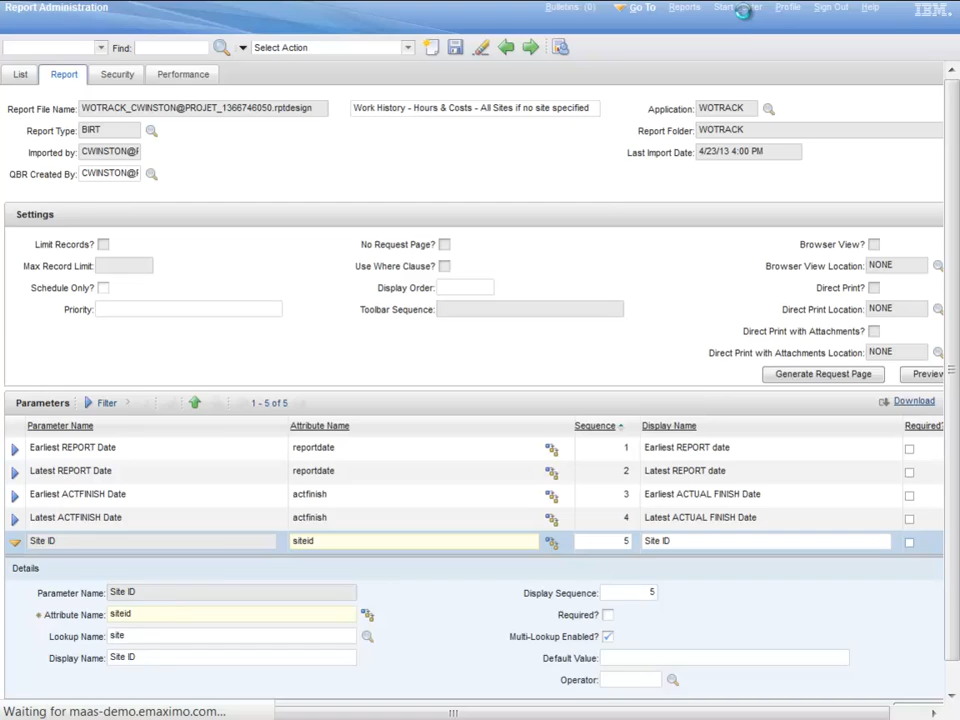 Report Administration
Bulletins: (0) Go To Reports Start Profile Sign Out Help IBM.
Find: Select Action
List Report Security Performance
Report File Name: WOTRACK_CWINSTON@PROJET_1366746050.rptdesign Work History - Hours & Costs - All Sites if no site specified Application: WOTRACK
Report Type: BIRT Report Folder: WOTRACK
Imported by: CWINSTON@ Last Import Date: 4/23/13 4:00 PM
QBR Created By: CWINSTON@
Settings
Limit Records? No Request Page? Browser View?
Max Record Limit: Use Where Clause? Browser View Location: NONE
Schedule Only? Display Order: Direct Print?
Priority: Toolbar Sequence: Direct Print Location: NONE
Direct Print with Attachments?
Direct Print with Attachments Location: NONE
Generate Request Page Preview
Parameters Filter 1 - 5 of 5 Download
Parameter Name Attribute Name Sequence Display Name Required?
Earliest REPORT Date reportdate 1 Earliest REPORT date
Latest REPORT Date reportdate 2 Latest REPORT date
Earliest ACTFINISH Date actfinish 3 Earliest ACTUAL FINISH Date
Latest ACTFINISH Date actfinish 4 Latest ACTUAL FINISH Date
Site ID siteid 5 Site ID
Details
Parameter Name: Site ID Display Sequence: 5
Attribute Name: siteid Required?
Lookup Name: site Multi-Lookup Enabled?
Display Name: Site ID Default Value:
Operator:
Waiting for maas-demo.emaximo.com...